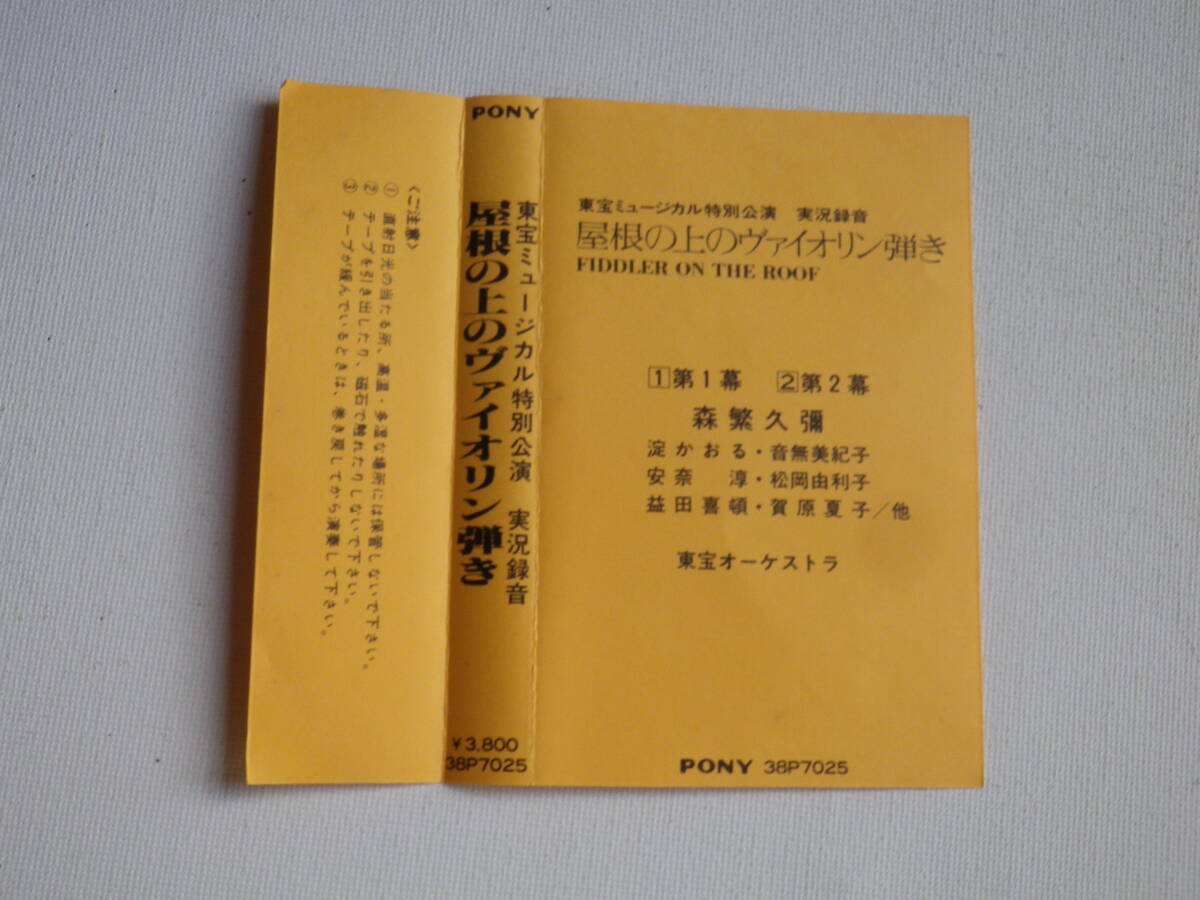 〈ご注意〉
① 直射日光の当たる所、高温・多湿な場所には保管しないで下さい。
② テープを引き出したり、磁石で触れたりしないで下さい。
③ テープが緩んでいるときは、巻き戻してから演奏して下さい。
PONY
東宝ミュージカル特別公演 実況録音
屋根の上のヴァイオリン弾き
¥3,800
38P7025
東宝ミュージカル特別公演 実況録音
屋根の上のヴァイオリン弾き
FIDDLER ON THE ROOF
1第1幕 2第2幕
森繁久彌
淀かおる・音無美紀子
安奈 淳・松岡由利子
益田喜頓・賀原夏子/他
東宝オーケストラ
PONY 38P7025